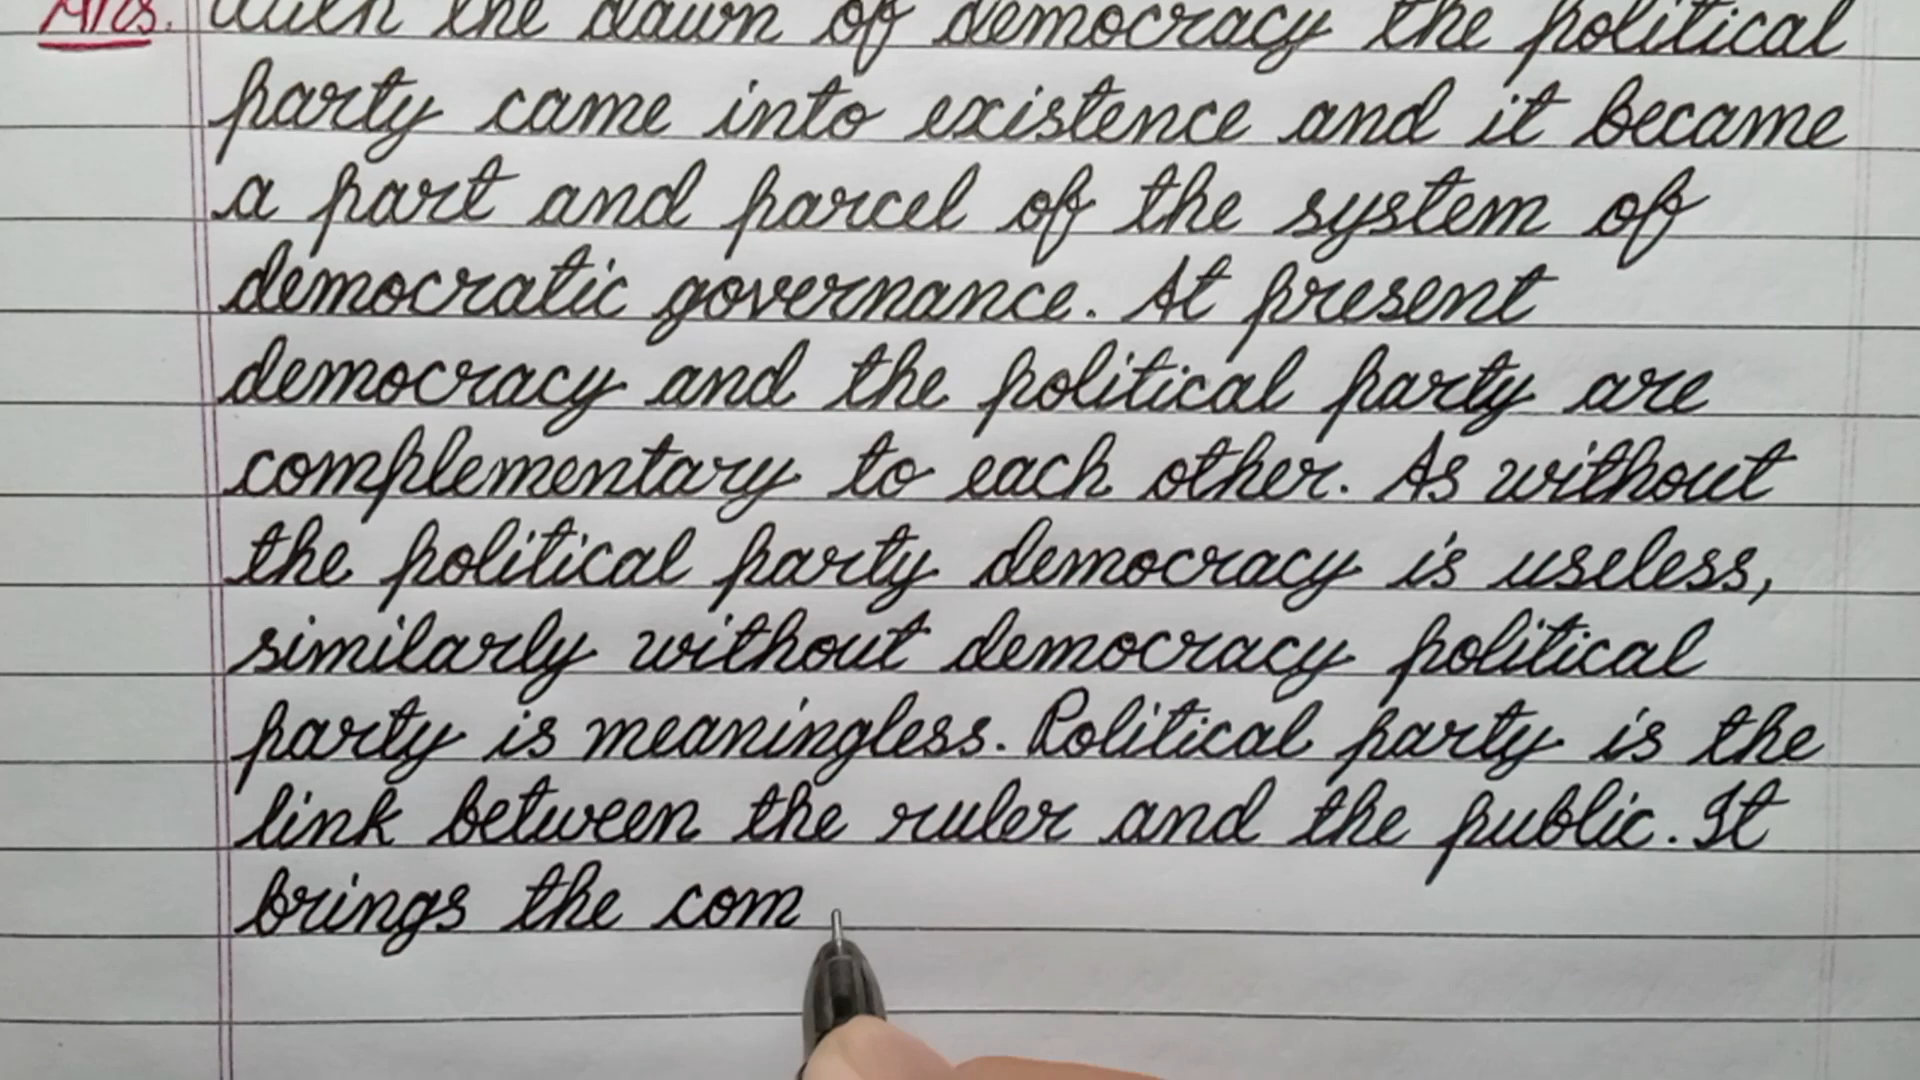 Ans. With the dawn of democracy the political
party came into existence and it became
a part and parcel of the system of
democratic governance. At present
democracy and the political party are
complementary to each other. As without
the political party democracy is useless,
similarly without democracy political
party is meaningless. Political party is the
link between the ruler and the public. It
brings the com